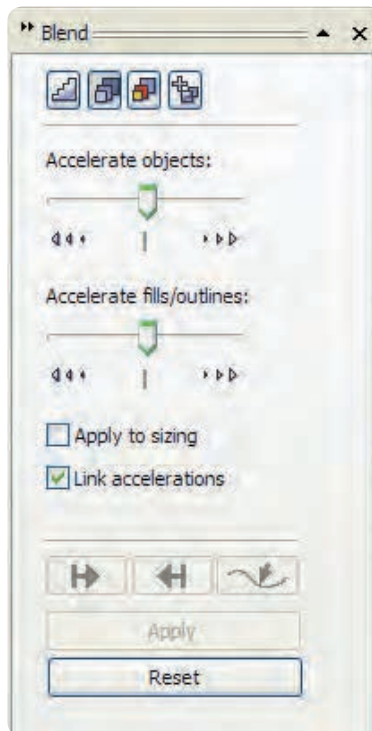 Blend
Accelerate objects:
Accelerate fills/outlines:
Apply to sizing
Link accelerations
Apply
Reset